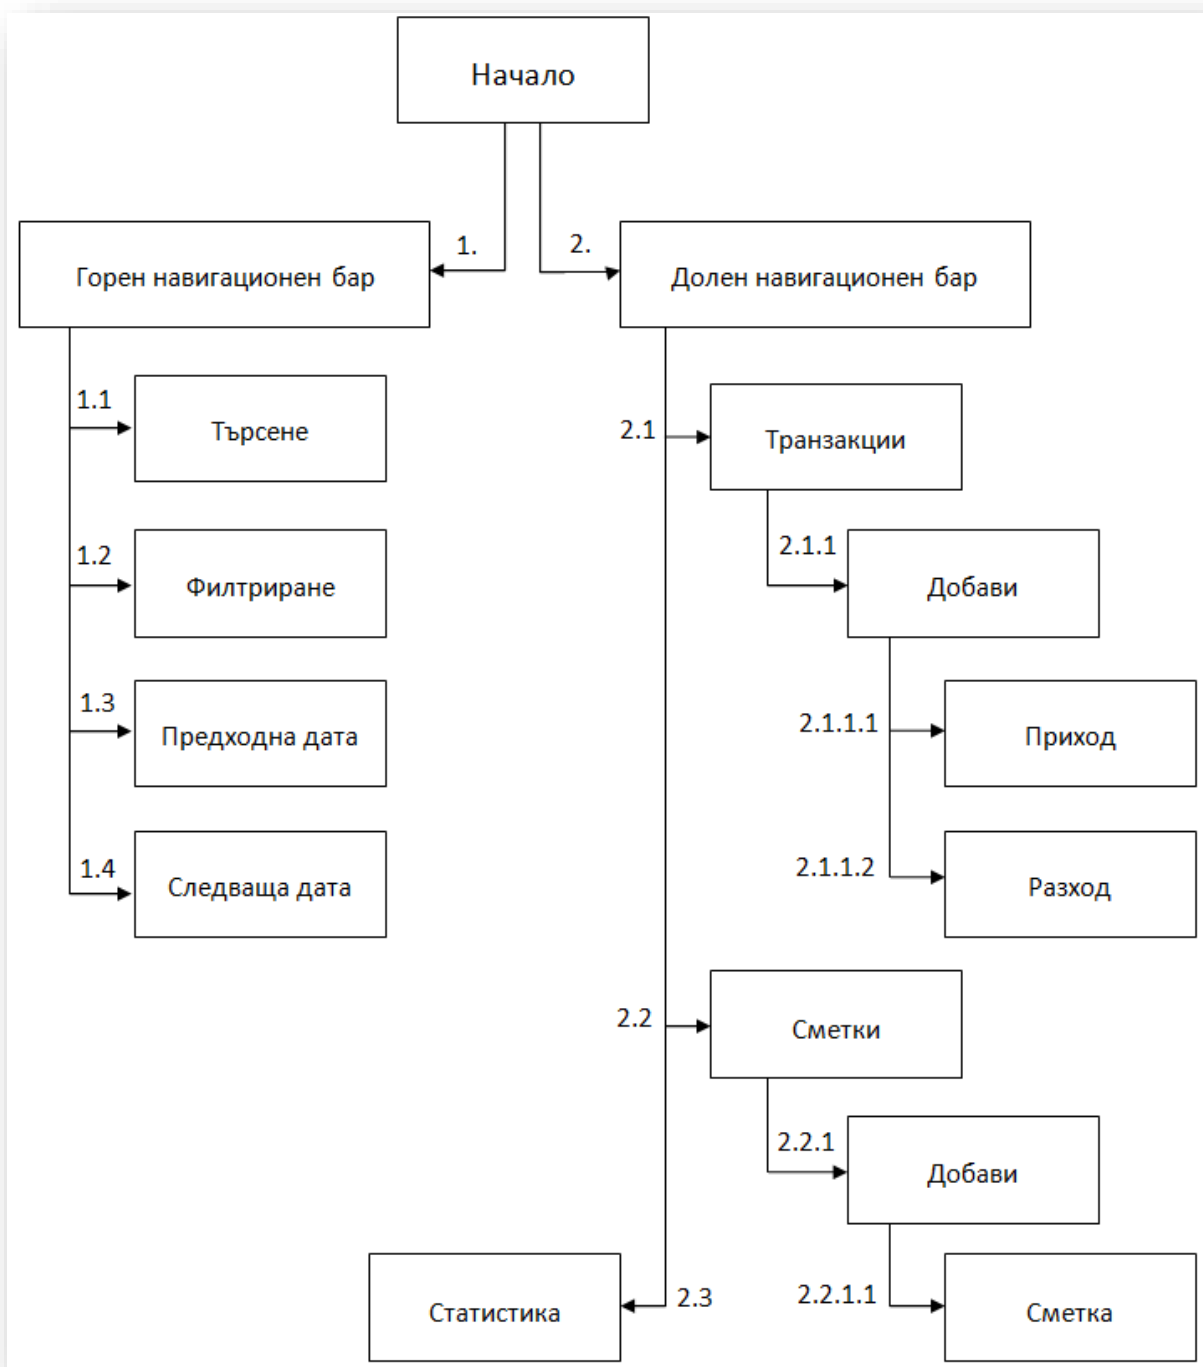 Начало
1.
2.
Горен навигационен бар
Долен навигационен бар
1.1
Търсене
1.2
Филтриране
1.3
Предходна дата
1.4
Следваща дата
2.1
Транзакции
2.1.1
Добави
2.1.1.1
Приход
2.1.1.2
Разход
2.2
Сметки
2.2.1
Добави
2.2.1.1
Сметка
2.3
Статистика